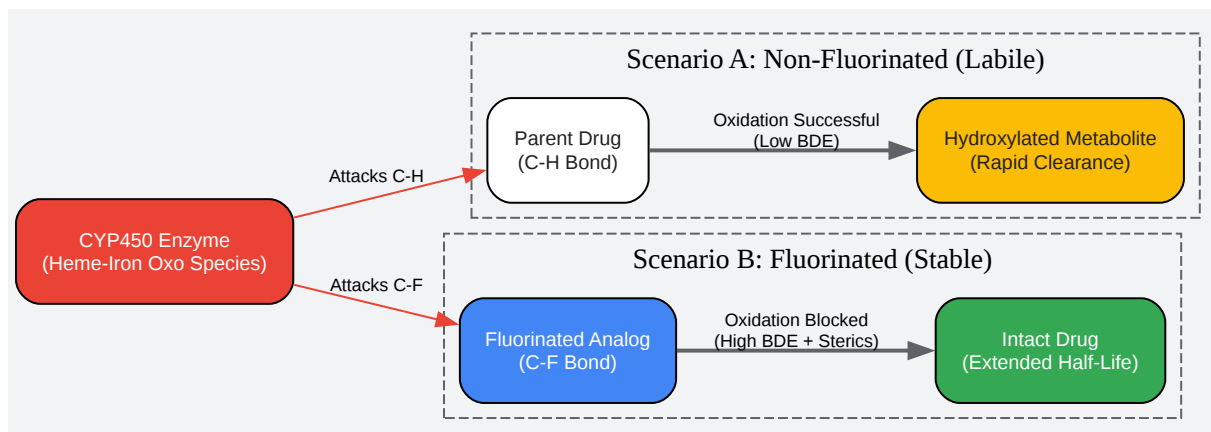 Scenario A: Non-Fluorinated (Labile)
Parent Drug
(C-H Bond)
Oxidation Successful
(Low BDE)
Hydroxylated Metabolite
(Rapid Clearance)
Attacks C-H
CYP450 Enzyme
(Heme-Iron Oxo Species)
Attacks C-F
Scenario B: Fluorinated (Stable)
Fluorinated Analog
(C-F Bond)
Oxidation Blocked
(High BDE + Sterics)
Intact Drug
(Extended Half-Life)